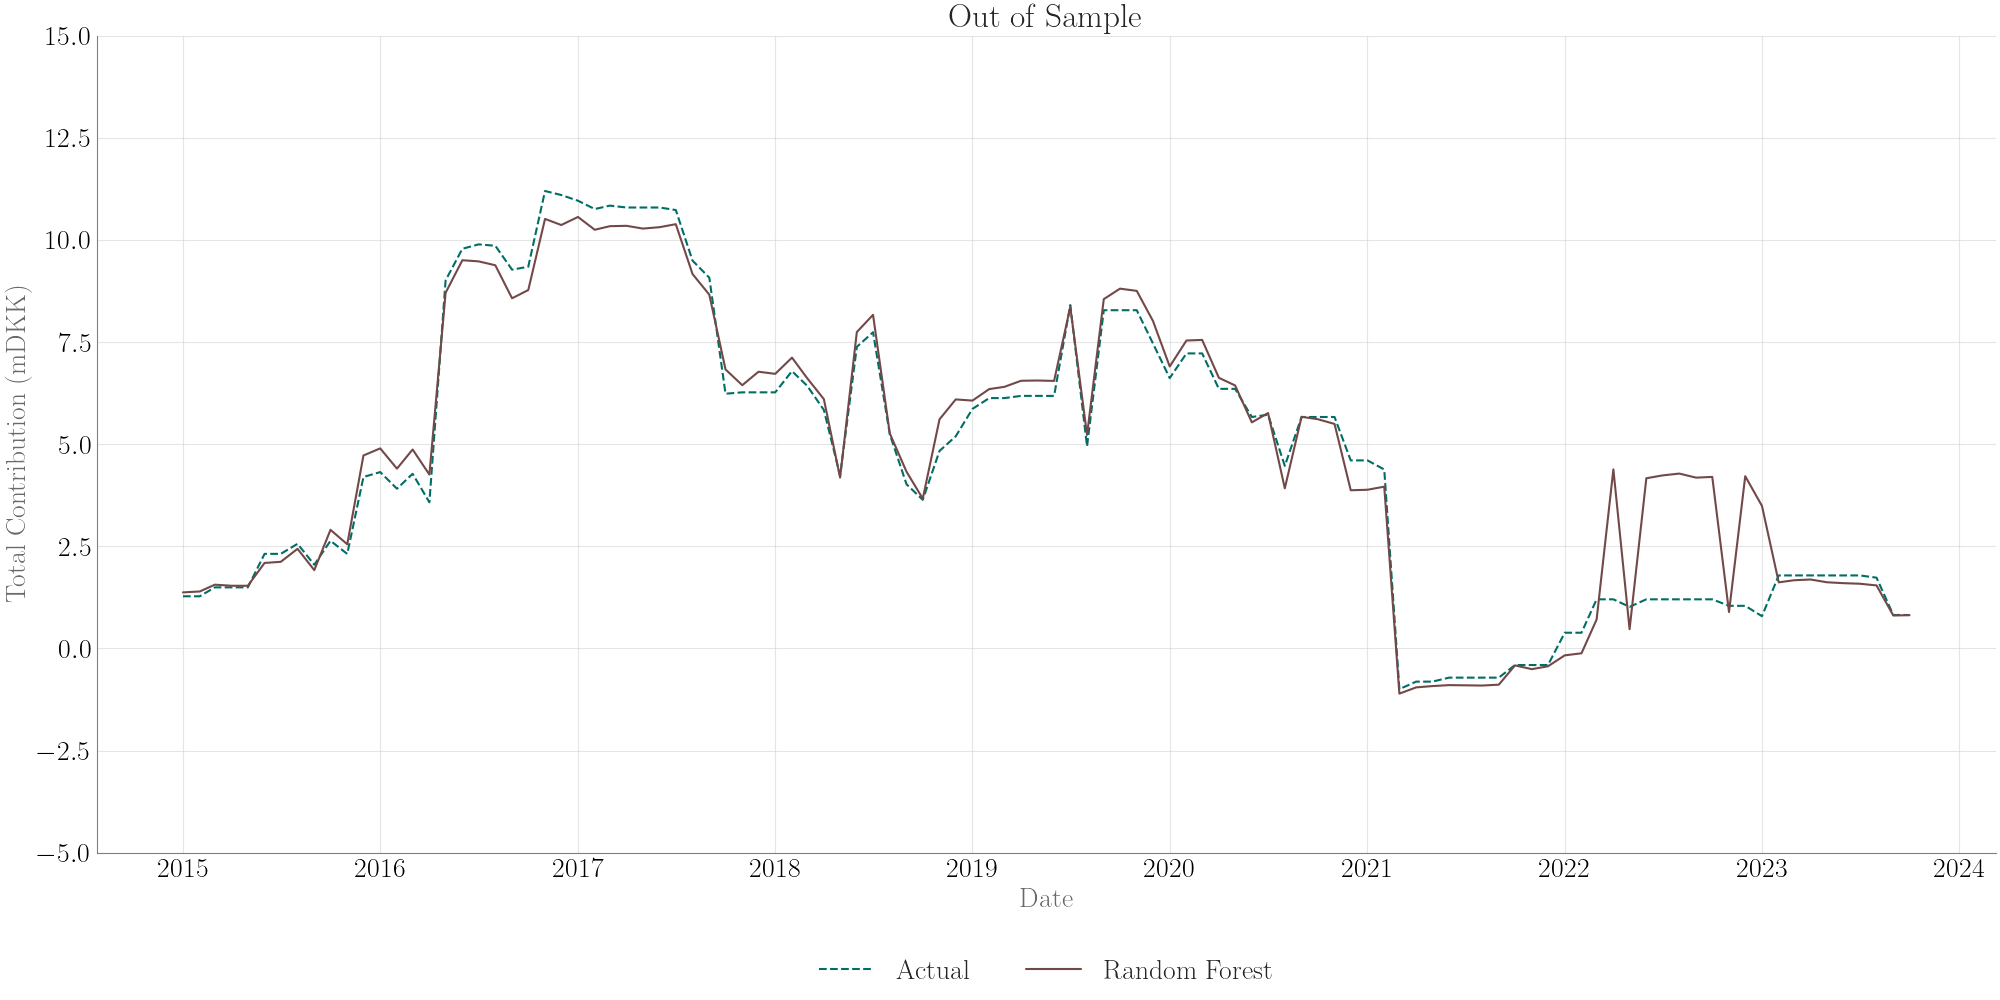 Out of Sample
Total Contribution (mDKK)
15.0
12.5
10.0
7.5
5.0
2.5
0.0
−2.5
−5.0
2015 2016 2017 2018 2019 2020 2021 2022 2023 2024
Date
Actual Random Forest